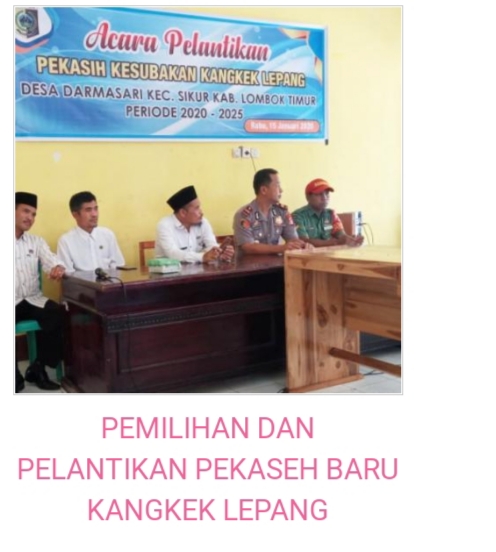 Acara Pelantikan
PEKASIH KESUBAKAN KANGKEK LEPANG
DESA DARMASARI KEC. SIKUR KAB. LOMBOK TIMUR
PERIODE 2020 - 2025
PEMILIHAN DAN
PELANTIKAN PEKASEH BARU
KANGKEK LEPANG